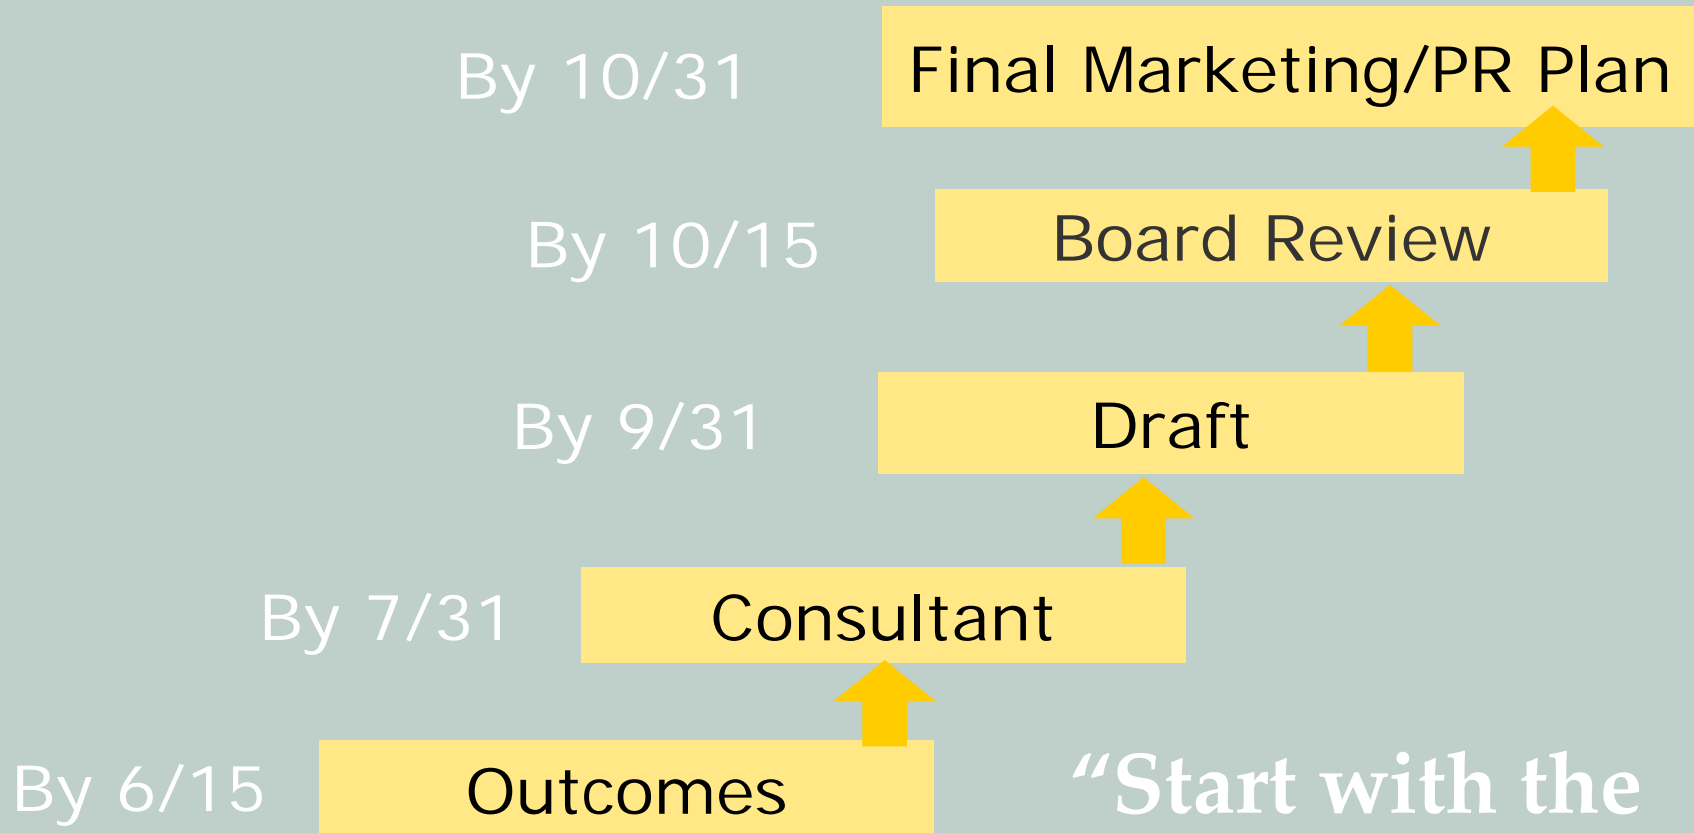 By 10/31 Final Marketing/PR Plan
By 10/15 Board Review
By 9/31 Draft
By 7/31 Consultant
By 6/15 Outcomes
“Start with the